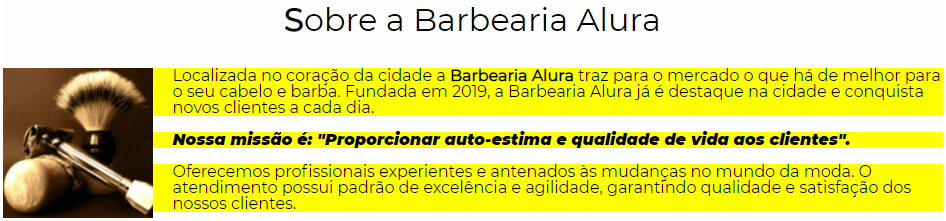 Sobre a Barbearia Alura
Localizada no coração da cidade a Barbearia Alura traz para o mercado o que há de melhor para
o seu cabelo e barba. Fundada em 2019, a Barbearia Alura já é destaque na cidade e conquista
novos clientes a cada dia.
Nossa missão é: "Proporcionar auto-estima e qualidade de vida aos clientes".
Oferecemos profissionais experientes e antenados às mudanças no mundo da moda. O
atendimento possui padrão de excelência e agilidade, garantindo qualidade e satisfação dos
nossos clientes.